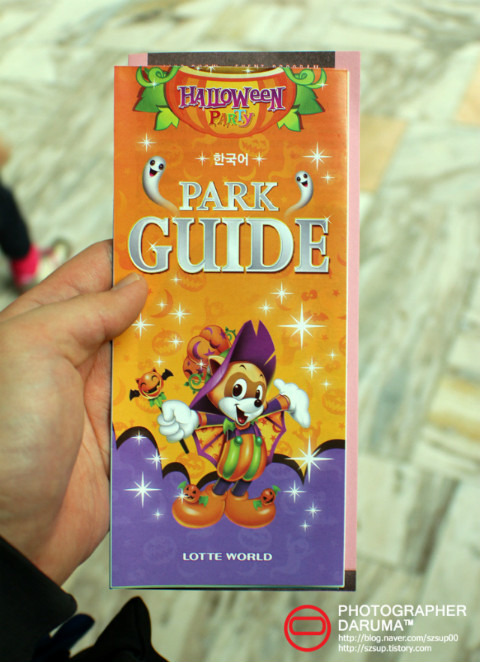 HALLOWeeN
PARTY
한국어
PARK
GUIDE
LOTTE WORLD
PHOTOGRAPHER
DARUMA™
http://blog.naver.com/szsup00
http://szsup.tistory.com